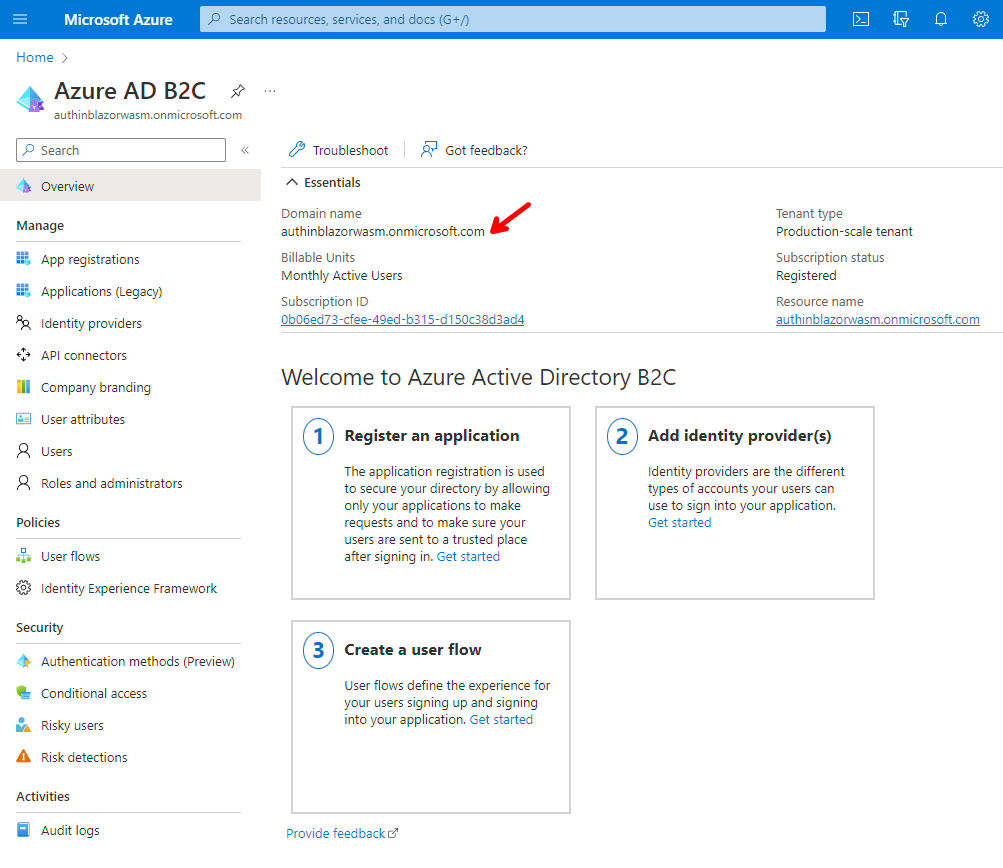 Microsoft Azure
Search resources, services, and docs (G+/)
Home
Azure AD B2C
authinblazorwasm.onmicrosoft.com
Search
Overview
Manage
App registrations
Applications (Legacy)
Identity providers
API connectors
Company branding
User attributes
Users
Roles and administrators
Policies
User flows
Identity Experience Framework
Security
Authentication methods (Preview)
Conditional access
Risky users
Risk detections
Activities
Audit logs
Troubleshoot
Got feedback?
Essentials
Domain name
authinblazorwasm.onmicrosoft.com
Billable Units
Monthly Active Users
Subscription ID
0b06ed73-cfee-49ed-b315-d150c38d3ad4
Tenant type
Production-scale tenant
Subscription status
Registered
Resource name
authinblazorwasm.onmicrosoft.com
Welcome to Azure Active Directory B2C
1 Register an application
The application registration is used
to secure your directory by allowing
only your applications to make
requests and to make sure your
users are sent to a trusted place
after signing in. Get started
2 Add identity provider(s)
Identity providers are the different
types of accounts your users can
use to sign into your application.
Get started
3 Create a user flow
User flows define the experience for
your users signing up and signing
into your application. Get started
Provide feedback